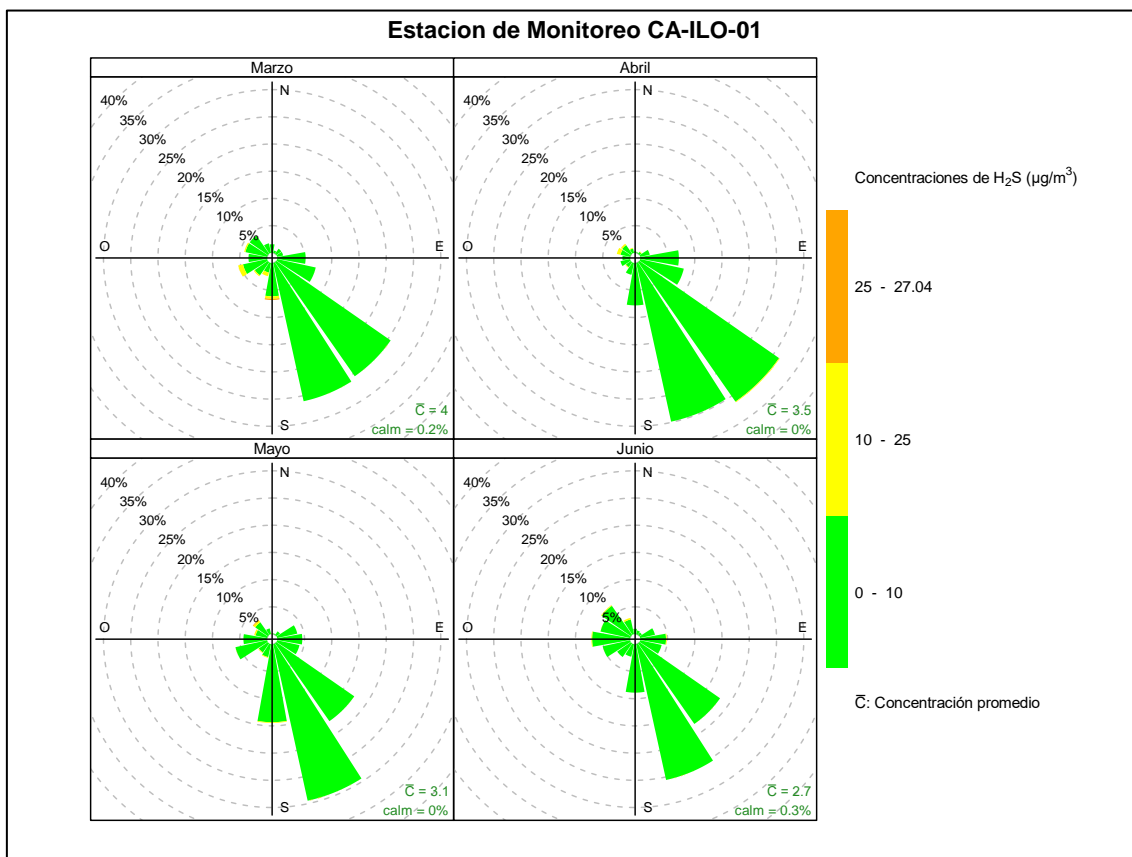 Estacion de Monitoreo CA-ILO-01
Marzo
40%
35%
30%
25%
20%
15%
10%
5%
N
O
E
S
C̅ = 4
calm = 0.2%
Abril
40%
35%
30%
25%
20%
15%
10%
5%
N
O
E
S
C̅ = 3.5
calm = 0%
Mayo
40%
35%
30%
25%
20%
15%
10%
5%
N
O
E
S
C̅ = 3.1
calm = 0%
Junio
40%
35%
30%
25%
20%
15%
10%
5%
N
O
E
S
C̅ = 2.7
calm = 0.3%
Concentraciones de H₂S (µg/m³)
25 - 27.04
10 - 25
0 - 10
C̅: Concentración promedio